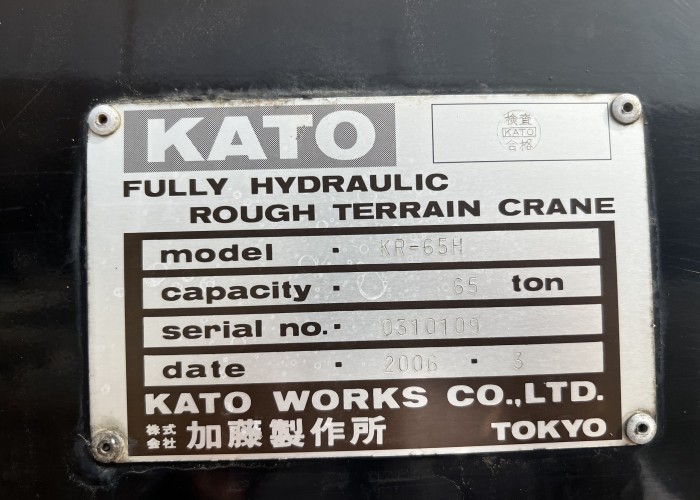 KATO
検査
KATO
合格
FULLY HYDRAULIC
ROUGH TERRAIN CRANE
model · KR-65H
capacity · 65 ton
serial no. · 0310109
date · 2006 · 3
KATO WORKS CO.,LTD.
株式会社 加藤製作所 TOKYO